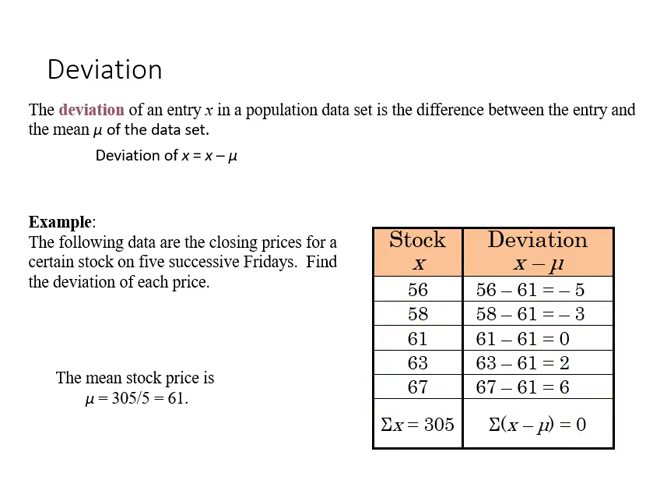 Deviation
The deviation of an entry x in a population data set is the difference between the entry and
the mean μ of the data set.
Deviation of x = x – μ
Example:
The following data are the closing prices for a
certain stock on five successive Fridays. Find
the deviation of each price.
The mean stock price is
μ = 305/5 = 61.
Stock Deviation
x x – μ
56 56 – 61 = – 5
58 58 – 61 = – 3
61 61 – 61 = 0
63 63 – 61 = 2
67 67 – 61 = 6
Σx = 305 Σ(x – μ) = 0